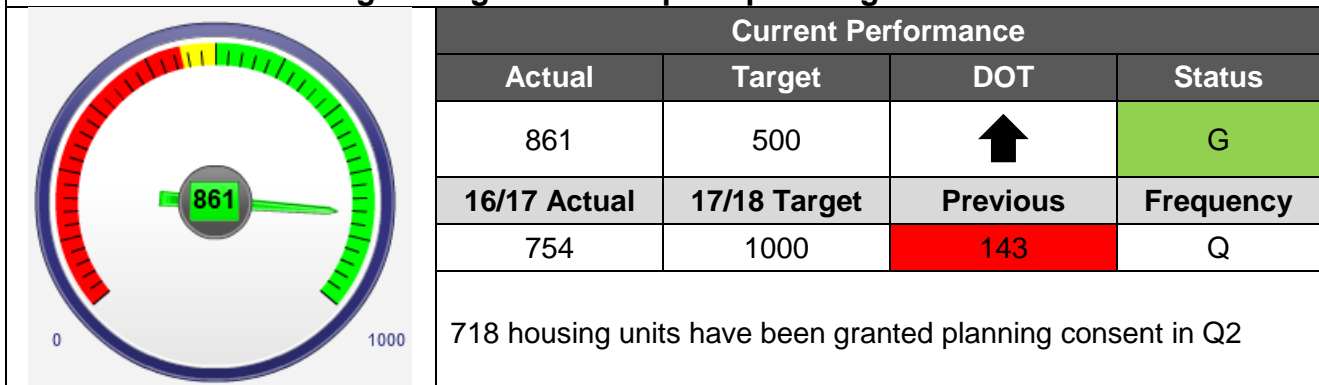 Current Performance
Actual Target DOT Status
861 500 G
16/17 Actual 17/18 Target Previous Frequency
754 1000 143 Q
718 housing units have been granted planning consent in Q2
861
0 1000